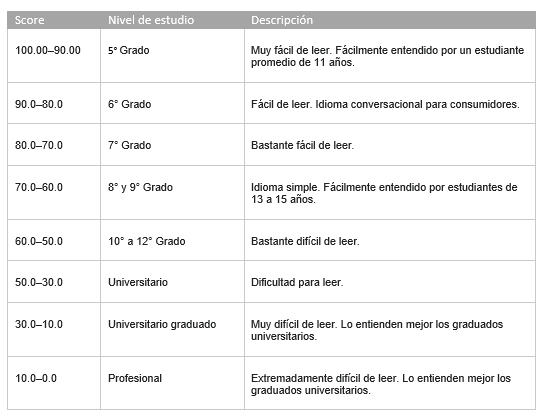 Score Nivel de estudio Descripción
100.00–90.00 5° Grado Muy fácil de leer. Fácilmente entendido por un estudiante
promedio de 11 años.
90.0–80.0 6° Grado Fácil de leer. Idioma conversacional para consumidores.
80.0–70.0 7° Grado Bastante fácil de leer.
70.0–60.0 8° y 9° Grado Idioma simple. Fácilmente entendido por estudiantes de
13 a 15 años.
60.0–50.0 10° a 12° Grado Bastante difícil de leer.
50.0–30.0 Universitario Dificultad para leer.
30.0–10.0 Universitario graduado Muy difícil de leer. Lo entienden mejor los graduados
universitarios.
10.0–0.0 Profesional Extremadamente difícil de leer. Lo entienden mejor los
graduados universitarios.